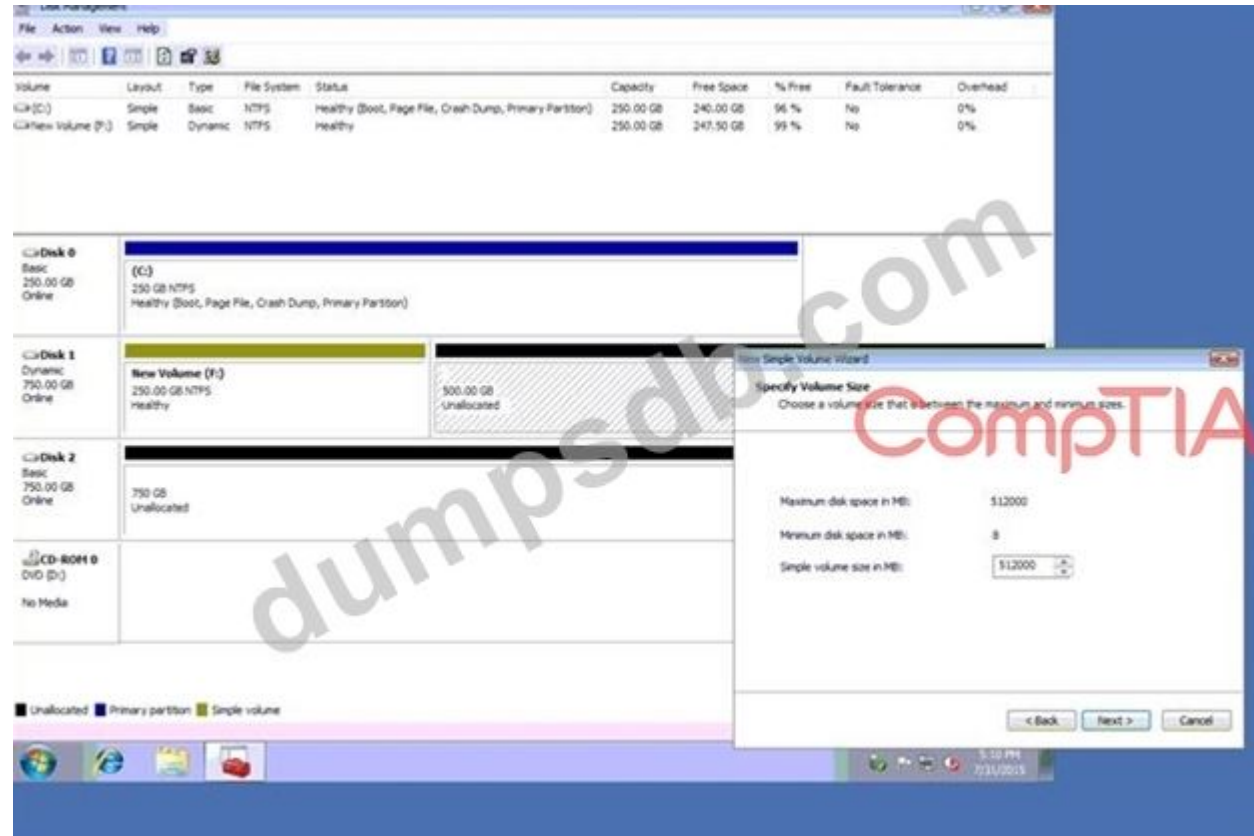 Disk Management
File Action View Help
Volume Layout Type File System Status Capacity Free Space % Free Fault Tolerance Overhead
(C:) Simple Basic NTFS Healthy (Boot, Page File, Crash Dump, Primary Partition) 250.00 GB 240.00 GB 96 % No 0%
New Volume (F:) Simple Dynamic NTFS Healthy 250.00 GB 247.50 GB 99 % No 0%
Disk 0
Basic
250.00 GB
Online
(C:)
250 GB NTFS
Healthy (Boot, Page File, Crash Dump, Primary Partition)
Disk 1
Dynamic
750.00 GB
Online
New Volume (F:)
250.00 GB NTFS
Healthy
500.00 GB
Unallocated
Disk 2
Basic
750.00 GB
Online
750 GB
Unallocated
CD-ROM 0
DVD (D:)
No Media
Unallocated Primary partition Simple volume
New Simple Volume Wizard
Specify Volume Size
Choose a volume size that is between the maximum and minimum sizes.
Maximum disk space in MB: 512000
Minimum disk space in MB: 8
Simple volume size in MB: 512000
< Back Next > Cancel
5:10 PM
7/31/2015
dumpsdb.com
CompTIA